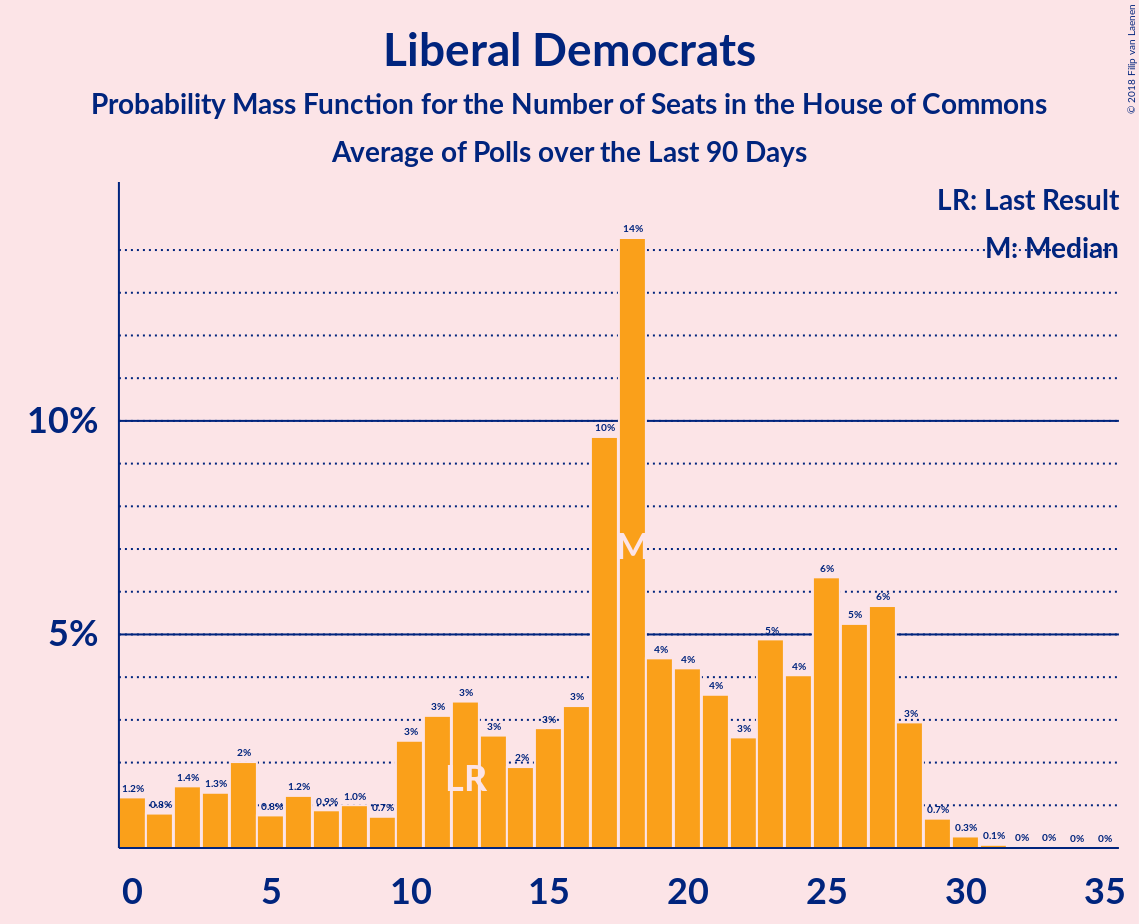 Liberal Democrats
Probability Mass Function for the Number of Seats in the House of Commons
Average of Polls over the Last 90 Days
© 2018 Filip van Laenen
LR: Last Result
M: Median
10%
5%
1.2% 0.8% 1.4% 1.3% 2% 0.8% 1.2% 0.9% 1.0% 0.7% 3% 3% 3% 3% 2% 3% 3% 10% 14% 4% 4% 4% 3% 5% 4% 6% 5% 6% 3% 0.7% 0.3% 0.1% 0% 0% 0% 0%
M
LR
0 5 10 15 20 25 30 35